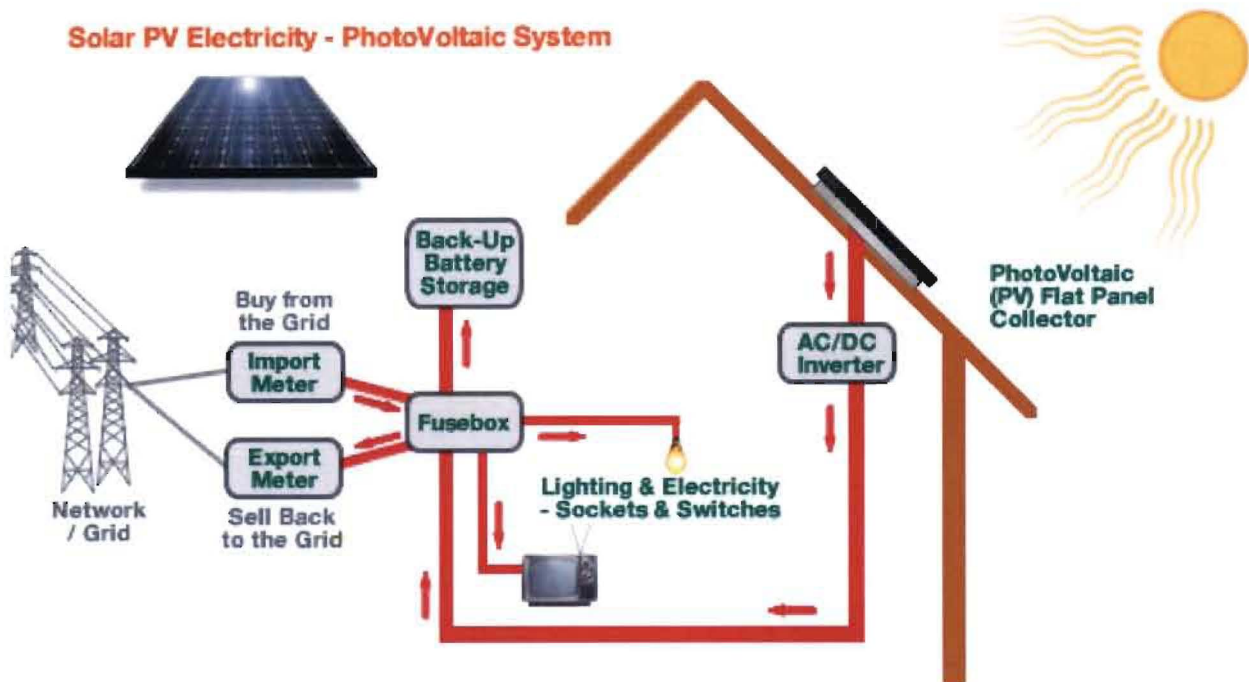 Solar PV Electricity - PhotoVoltaic System
Back-Up
Battery
Storage
Buy from
the Grid
Import
Meter
Fusebox
Export
Meter
Sell Back
to the Grid
Network
/ Grid
AC/DC
Inverter
PhotoVoltaic
(PV) Flat Panel
Collector
Lighting & Electricity
- Sockets & Switches